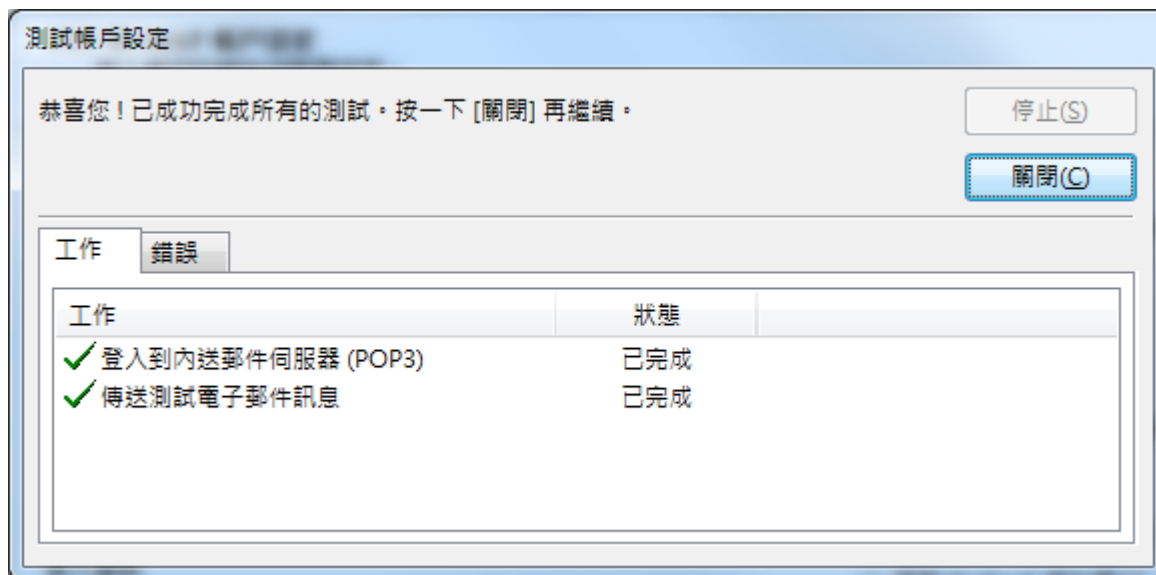 測試帳戶設定
恭喜您！已成功完成所有的測試。按一下 [關閉] 再繼續。
停止(S)
關閉(C)
工作
錯誤
工作 狀態
登入到內送郵件伺服器 (POP3) 已完成
傳送測試電子郵件訊息 已完成